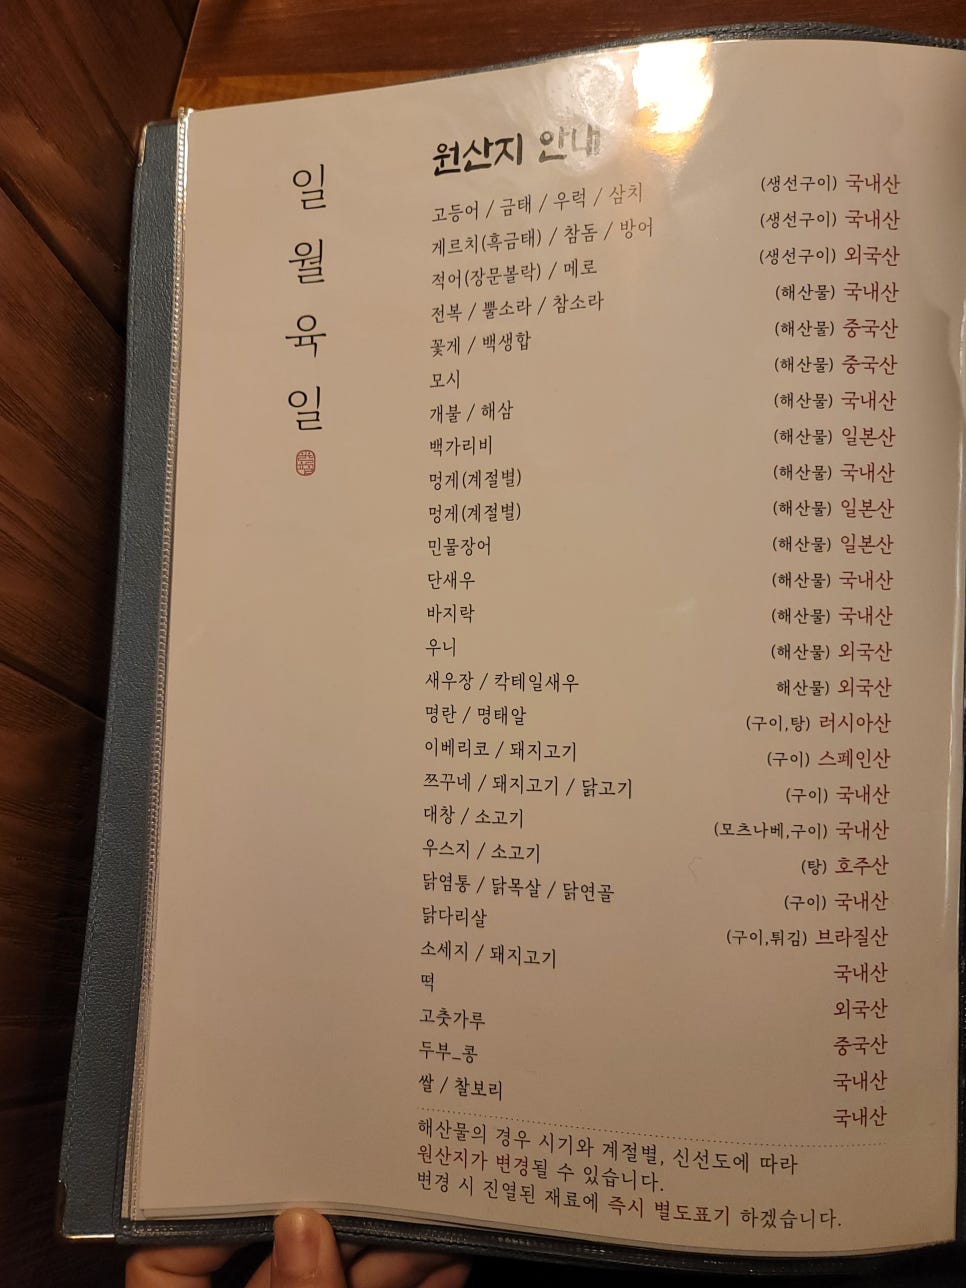 일월육일
원산지 안내
고등어 / 금태 / 우럭 / 삼치 (생선구이) 국내산
게르치(흑금태) / 참돔 / 방어 (생선구이) 국내산
적어(장문볼락) / 메로 (생선구이) 외국산
전복 / 뿔소라 / 참소라 (해산물) 국내산
꽃게 / 백생합 (해산물) 중국산
모시 (해산물) 중국산
개불 / 해삼 (해산물) 국내산
백가리비 (해산물) 일본산
멍게(계절별) (해산물) 국내산
멍게(계절별) (해산물) 일본산
민물장어 (해산물) 일본산
단새우 (해산물) 국내산
바지락 (해산물) 국내산
우니 (해산물) 외국산
새우장 / 칵테일새우 해산물) 외국산
명란 / 명태알 (구이,탕) 러시아산
이베리코 / 돼지고기 (구이) 스페인산
쯔꾸네 / 돼지고기 / 닭고기 (구이) 국내산
대창 / 소고기 (모츠나베,구이) 국내산
우스지 / 소고기 (탕) 호주산
닭염통 / 닭목살 / 닭연골 (구이) 국내산
닭다리살 (구이,튀김) 브라질산
소세지 / 돼지고기 국내산
떡 외국산
고춧가루 중국산
두부_콩 국내산
쌀 / 찰보리 국내산
해산물의 경우 시기와 계절별, 신선도에 따라
원산지가 변경될 수 있습니다.
변경 시 진열된 재료에 즉시 별도표기 하겠습니다.